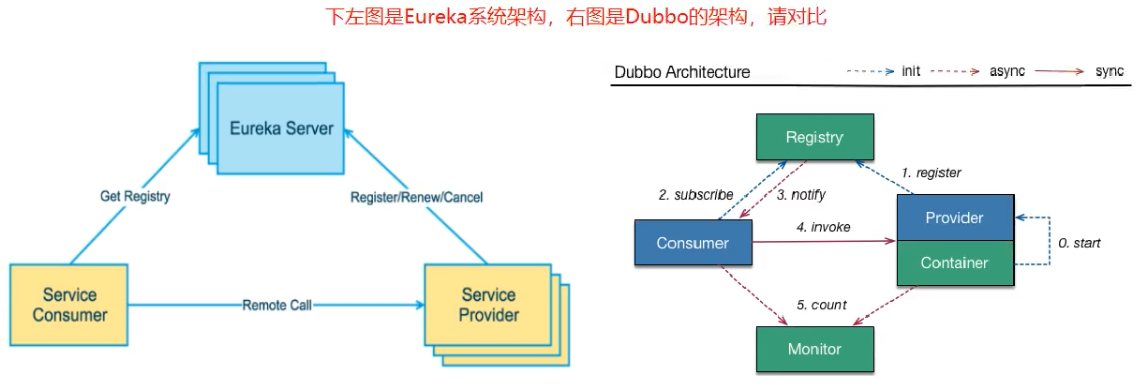 下左图是Eureka系统架构，右图是Dubbo的架构，请对比
Eureka Server
Get Registry
Register/Renew/Cancel
Service
Consumer
Remote Call
Service
Provider
Dubbo Architecture
init
async
sync
Registry
1. register
2. subscribe
3. notify
Provider
Consumer
4. invoke
0. start
Container
5. count
Monitor